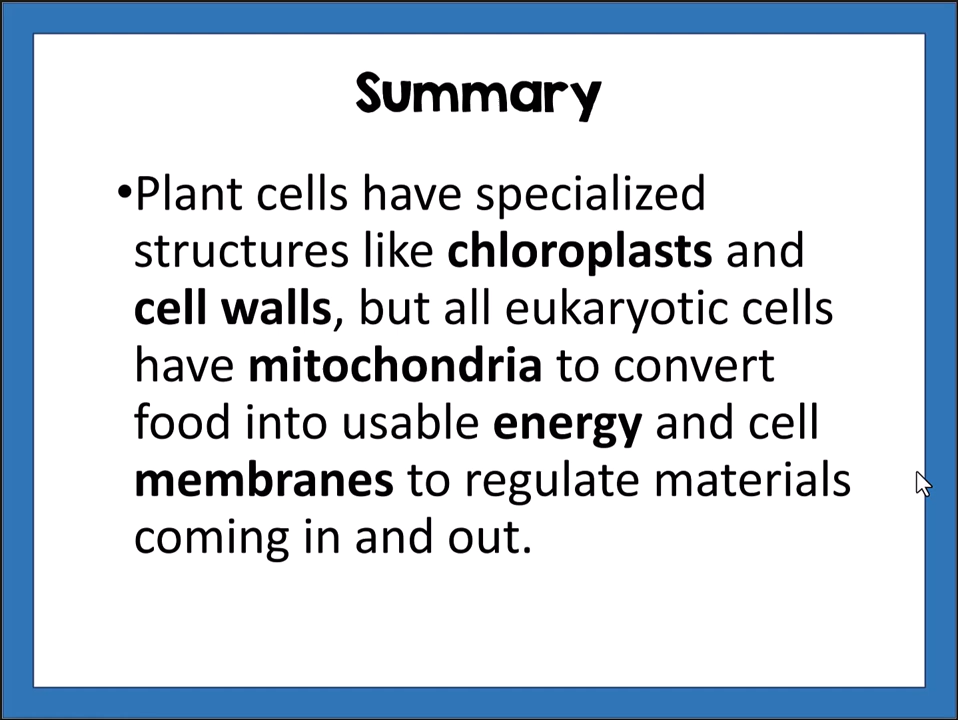 Summary
•Plant cells have specialized
structures like chloroplasts and
cell walls, but all eukaryotic cells
have mitochondria to convert
food into usable energy and cell
membranes to regulate materials
coming in and out.